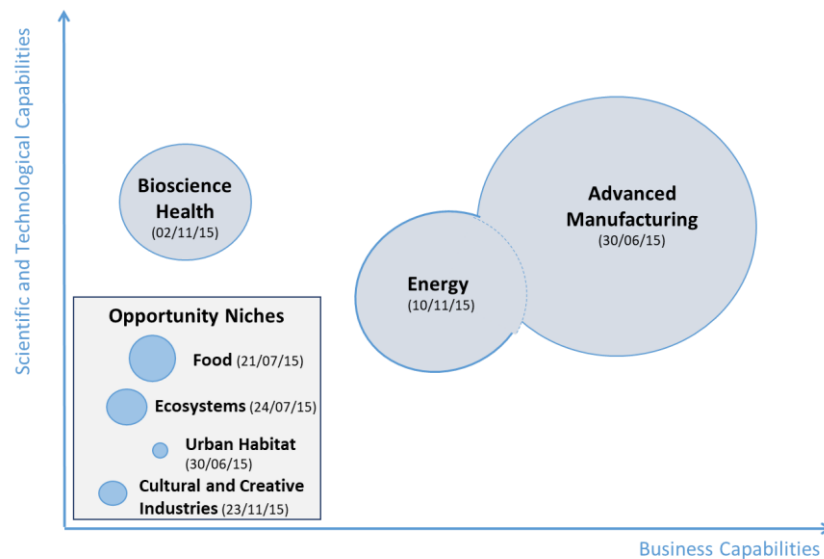 Scientific and Technological Capabilities
Bioscience
Health
(02/11/15)
Advanced
Manufacturing
(30/06/15)
Energy
(10/11/15)
Opportunity Niches
Food (21/07/15)
Ecosystems (24/07/15)
Urban Habitat
(30/06/15)
Cultural and Creative
Industries (23/11/15)
Business Capabilities